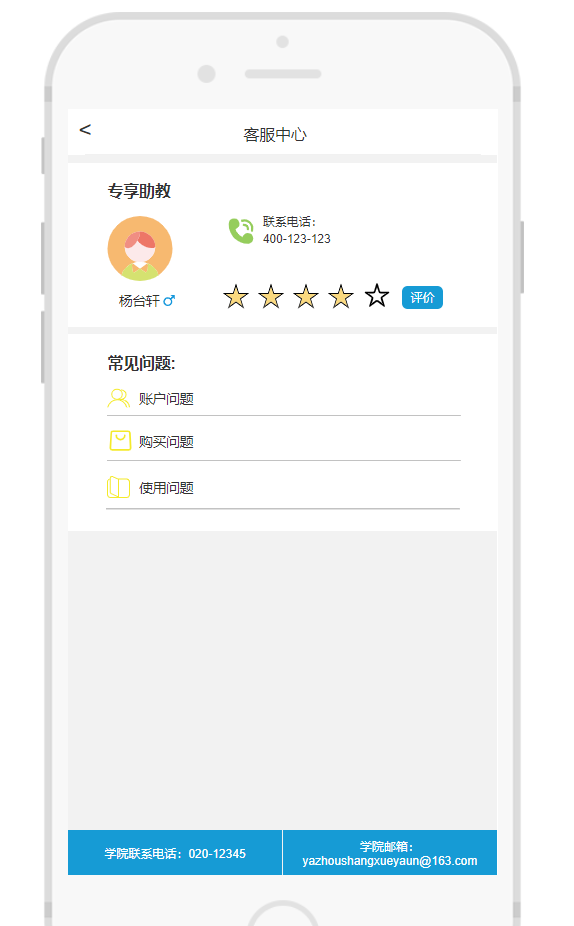 <
客服中心
专享助教
联系电话：
400-123-123
杨台轩
评价
常见问题:
账户问题
购买问题
使用问题
学院联系电话：020-12345
学院邮箱：
yazhoushangxueyaun@163.com